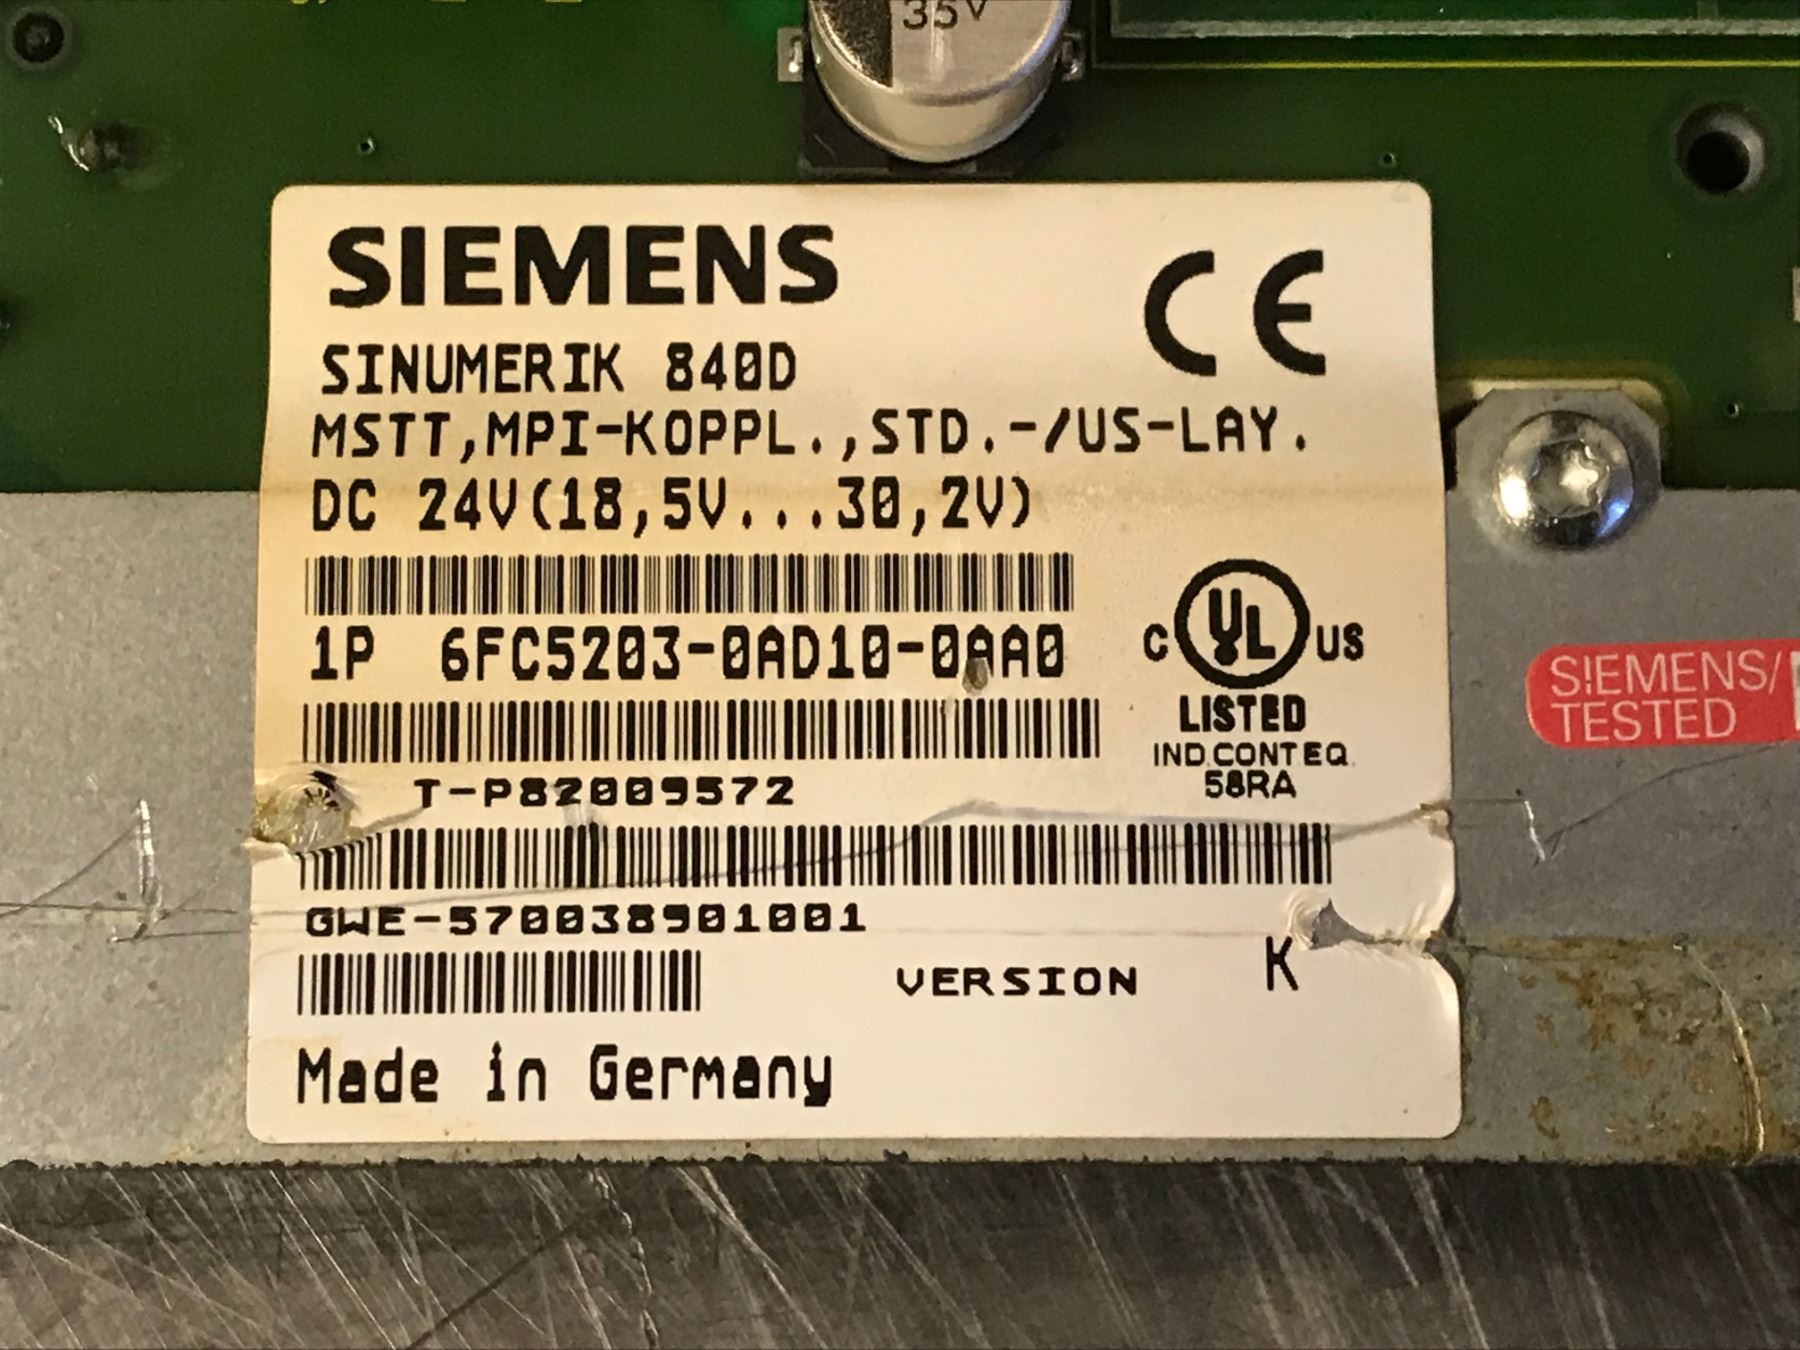 35V
SIEMENS
CE
SINUMERIK 840D
MSTT,MPI-KOPPL.,STD.-/US-LAY.
DC 24V(18,5V...30,2V)
1P 6FC5203-0AD10-0AA0
C UL US
LISTED
IND.CONT.EQ.
58RA
SIEMENS/
TESTED
T-P82009572
GWE-570038901001
VERSION K
Made in Germany